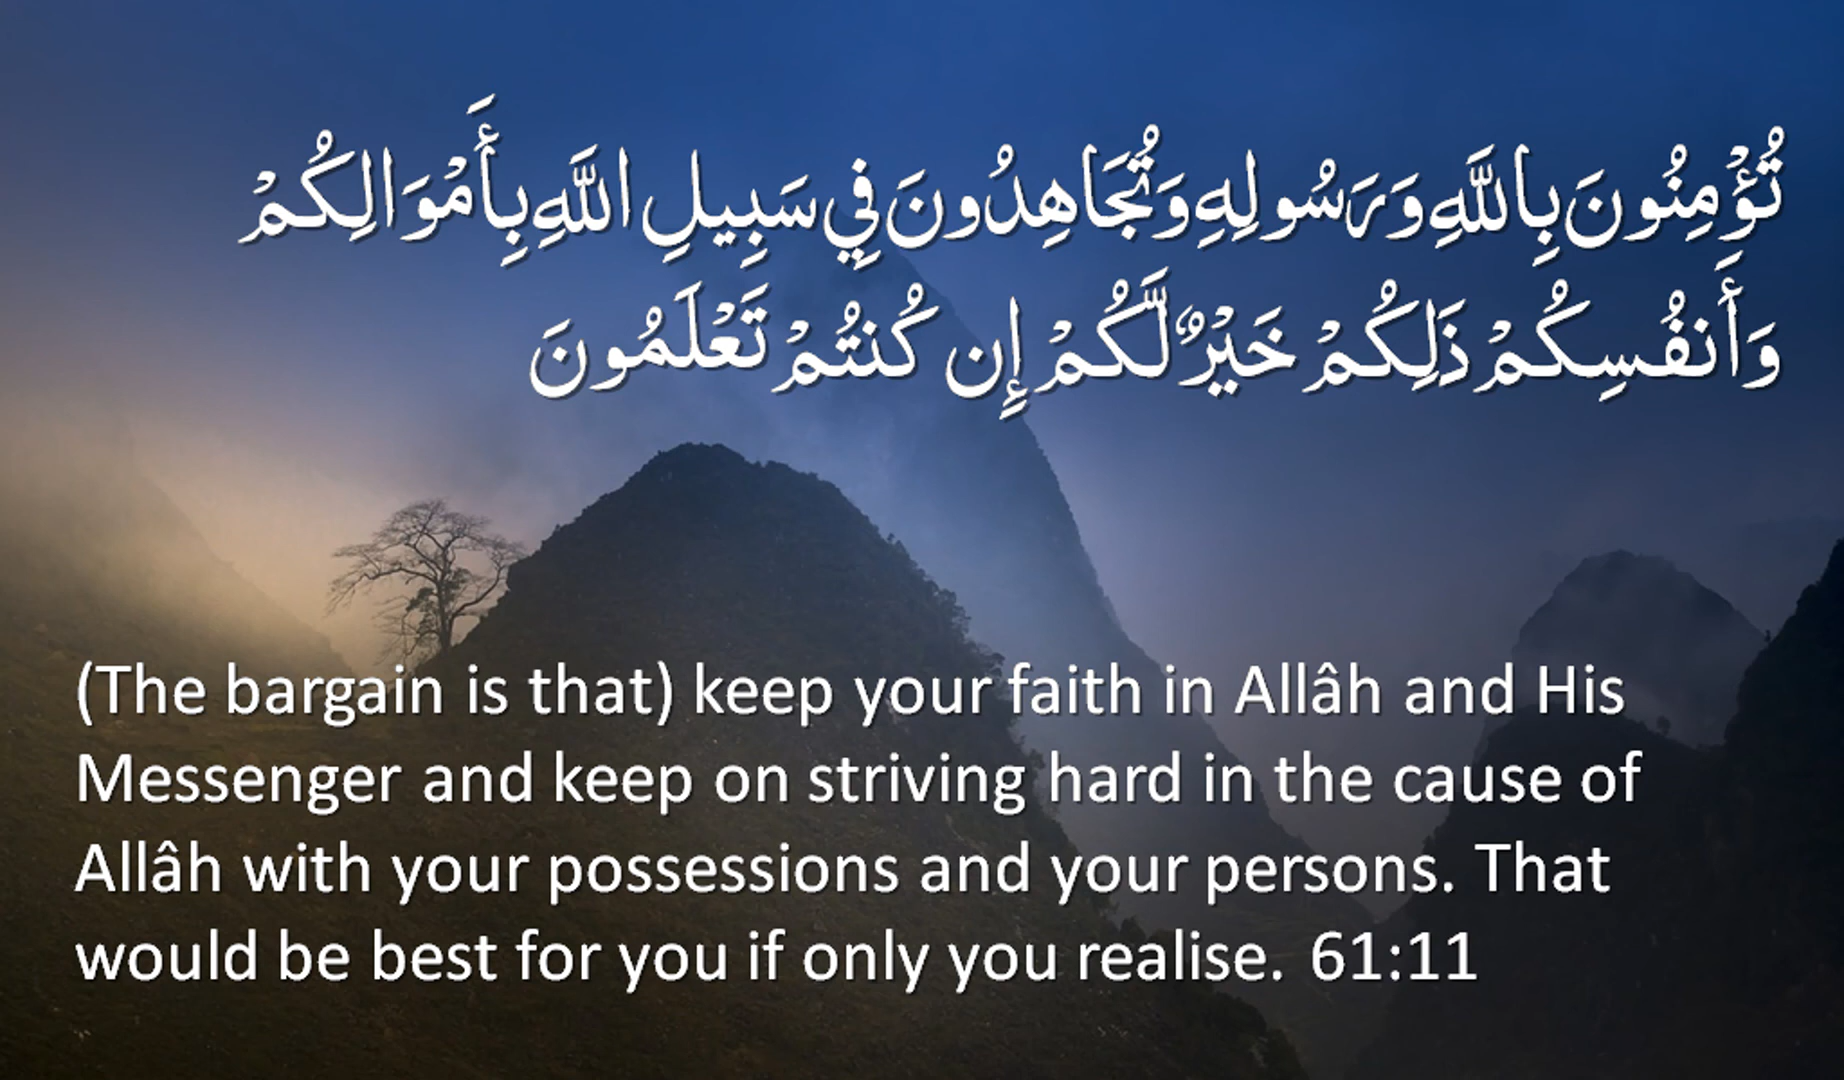 تُؤْمِنُونَ بِاللَّهِ وَرَسُولِهِ وَتُجَاهِدُونَ فِي سَبِيلِ اللَّهِ بِأَمْوَالِكُمْ
وَأَنفُسِكُمْ ذَلِكُمْ خَيْرٌ لَّكُمْ إِن كُنتُمْ تَعْلَمُونَ
(The bargain is that) keep your faith in Allâh and His
Messenger and keep on striving hard in the cause of
Allâh with your possessions and your persons. That
would be best for you if only you realise. 61:11